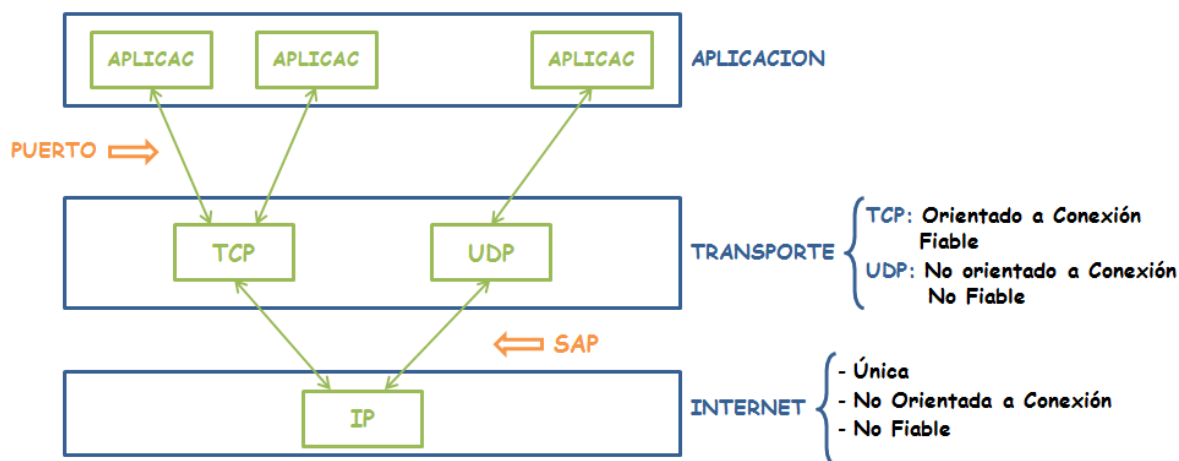 APLICAC
APLICAC
APLICAC
APLICACION
PUERTO
TCP
UDP
TRANSPORTE
TCP: Orientado a Conexión
Fiable
UDP: No orientado a Conexión
No Fiable
SAP
IP
INTERNET
- Única
- No Orientada a Conexión
- No Fiable